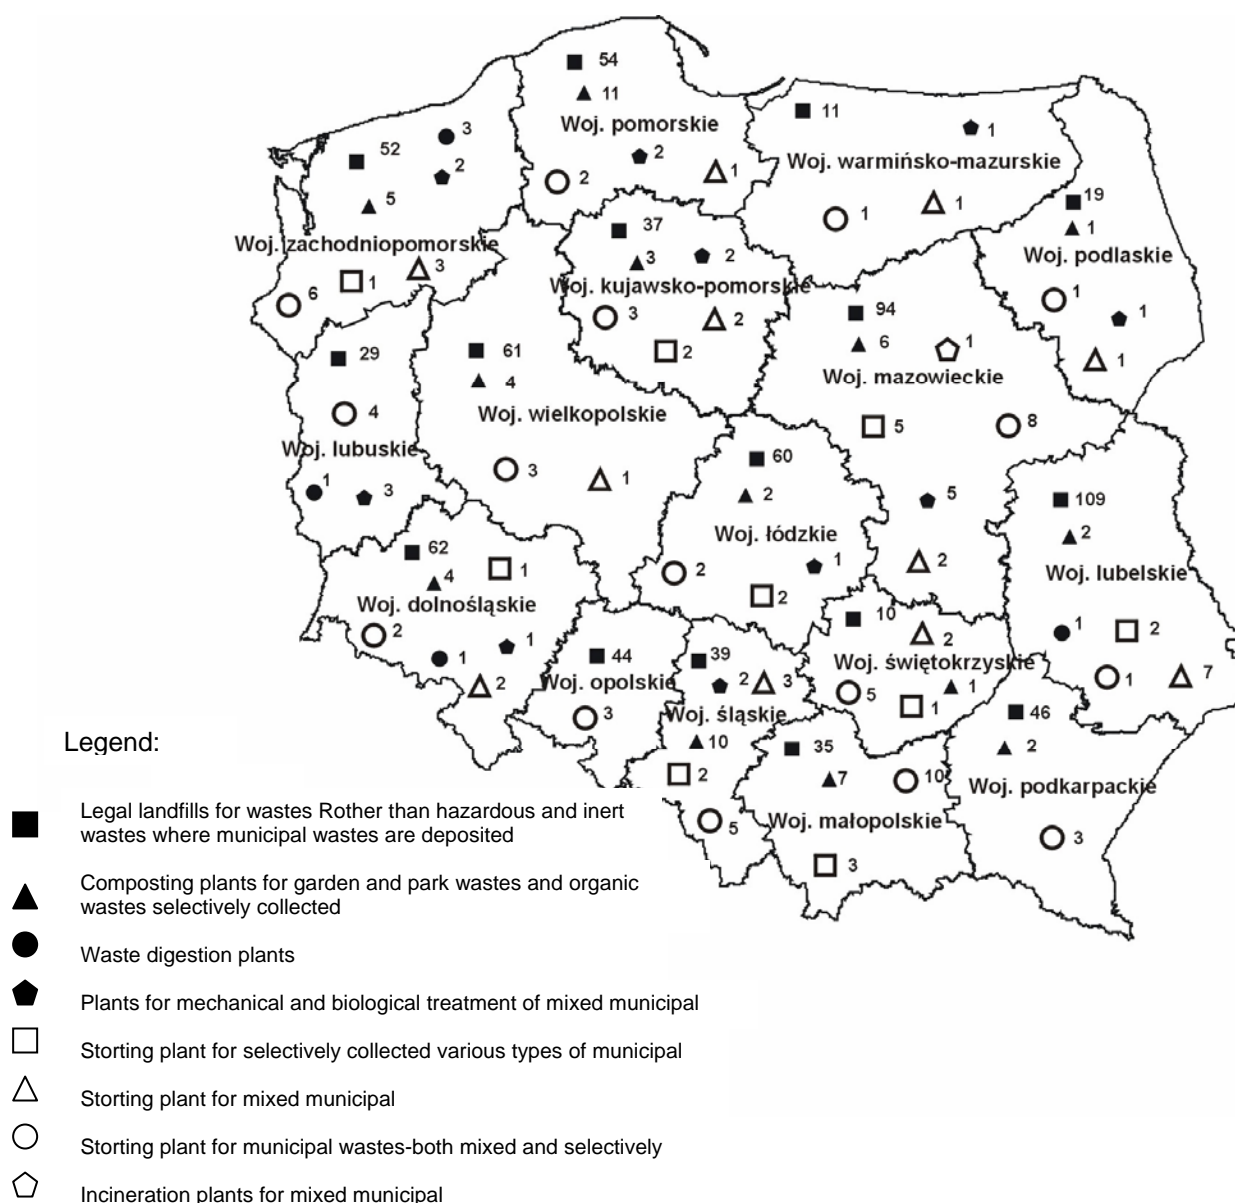 54
11
Woj. pomorskie
2
2
1
3
52
2
5
Woj. zachodniopomorskie
3
1
6
11
1
Woj. warmińsko-mazurskie
1
1
19
1
Woj. podlaskie
1
1
1
37
3
2
Woj. kujawsko-pomorskie
3
2
2
94
6
1
Woj. mazowieckie
5
8
5
2
29
4
Woj. lubuskie
1
3
61
4
Woj. wielkopolskie
3
1
60
2
Woj. łódzkie
1
2
2
109
2
Woj. lubelskie
1
2
1
7
62
4
1
Woj. dolnośląskie
2
1
1
2
44
Woj. opolskie
3
39
2
3
Woj. śląskie
10
2
5
10
2
Woj. świętokrzyskie
5
1
1
35
7
10
Woj. małopolskie
3
46
2
Woj. podkarpackie
3
Legend:
Legal landfills for wastes Rother than hazardous and inert
wastes where municipal wastes are deposited
Composting plants for garden and park wastes and organic
wastes selectively collected
Waste digestion plants
Plants for mechanical and biological treatment of mixed municipal
Storting plant for selectively collected various types of municipal
Storting plant for mixed municipal
Storting plant for municipal wastes-both mixed and selectively
Incineration plants for mixed municipal